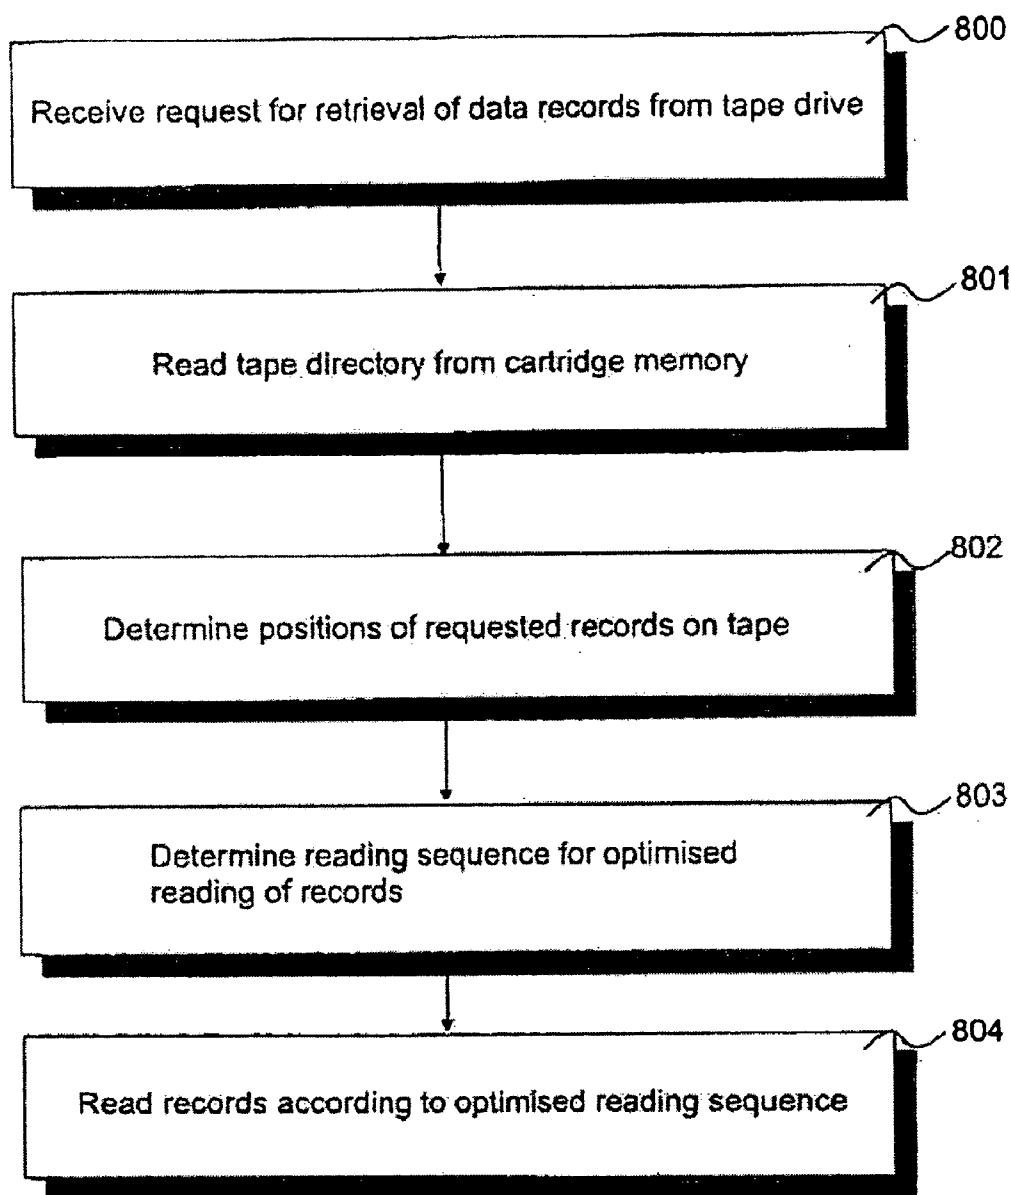 800
Receive request for retrieval of data records from tape drive
801
Read tape directory from cartridge memory
802
Determine positions of requested records on tape
803
Determine reading sequence for optimised
reading of records
804
Read records according to optimised reading sequence